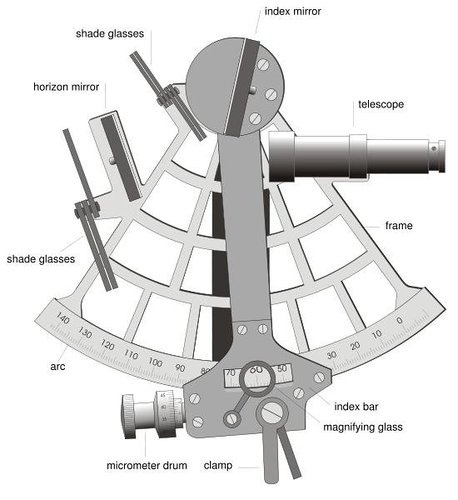 index mirror
shade glasses
horizon mirror
telescope
frame
shade glasses
140 130 120 110 100 90 80 70 60 50 30 20 10 0
arc
index bar
magnifying glass
micrometer drum
clamp